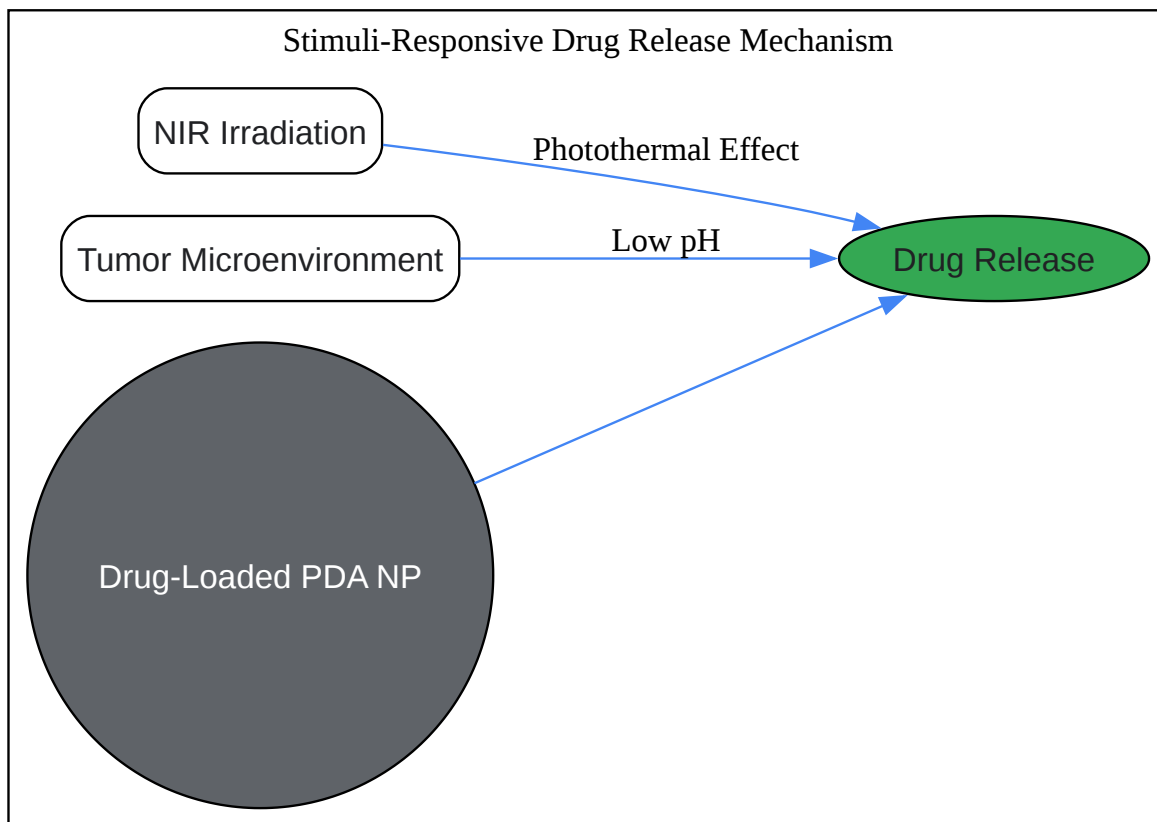 Stimuli-Responsive Drug Release Mechanism
NIR Irradiation
Photothermal Effect
Tumor Microenvironment
Low pH
Drug Release
Drug-Loaded PDA NP